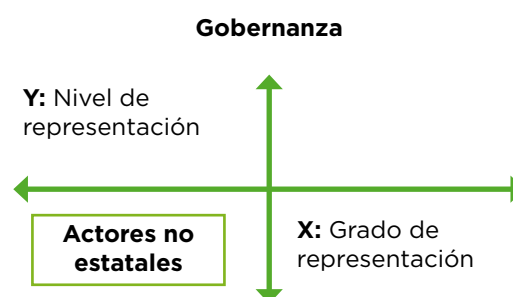 Gobernanza
Y: Nivel de
representación
Actores no
estatales
X: Grado de
representación